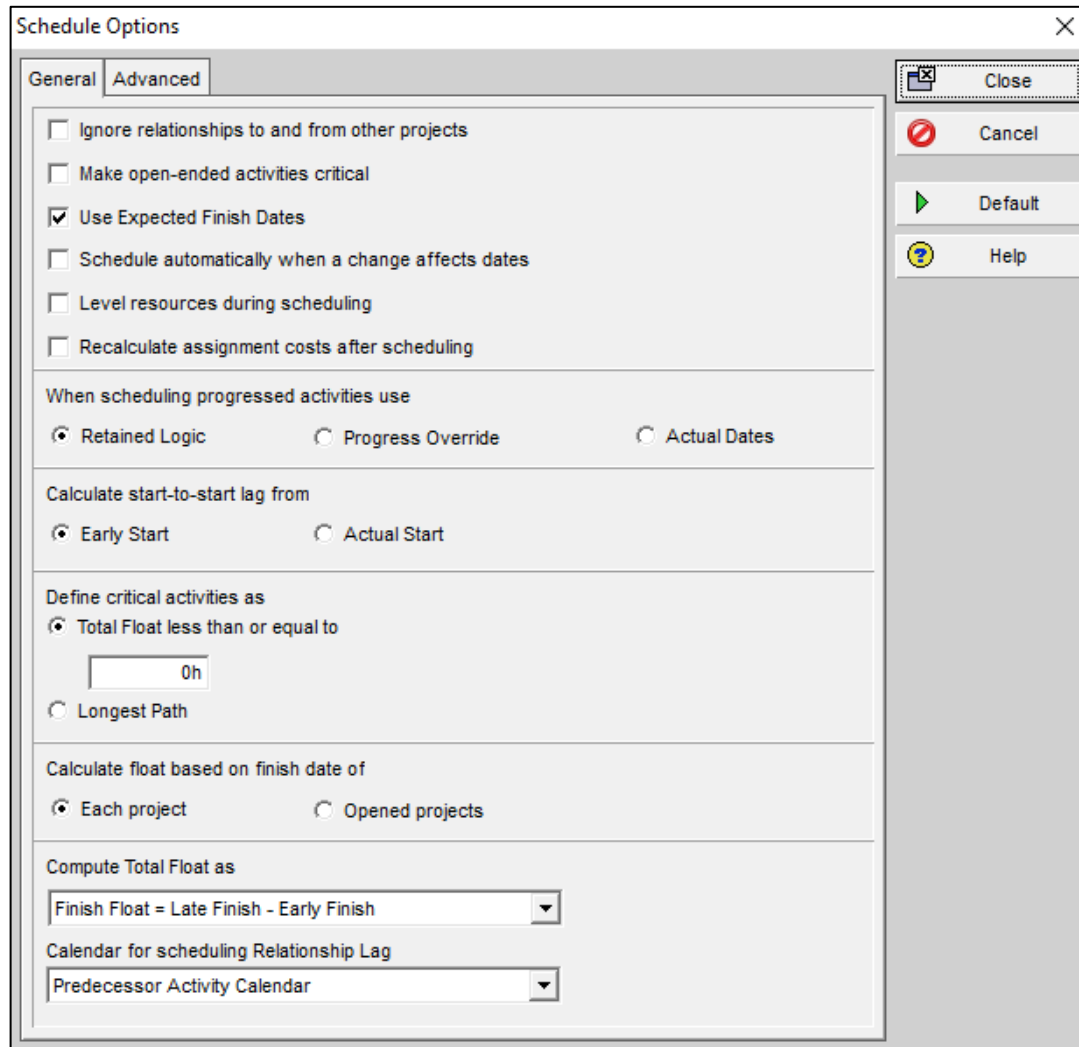 Schedule Options
General Advanced
Close
Cancel
Default
Help
Ignore relationships to and from other projects
Make open-ended activities critical
Use Expected Finish Dates
Schedule automatically when a change affects dates
Level resources during scheduling
Recalculate assignment costs after scheduling
When scheduling progressed activities use
Retained Logic Progress Override Actual Dates
Calculate start-to-start lag from
Early Start Actual Start
Define critical activities as
Total Float less than or equal to
0h
Longest Path
Calculate float based on finish date of
Each project Opened projects
Compute Total Float as
Finish Float = Late Finish - Early Finish
Calendar for scheduling Relationship Lag
Predecessor Activity Calendar